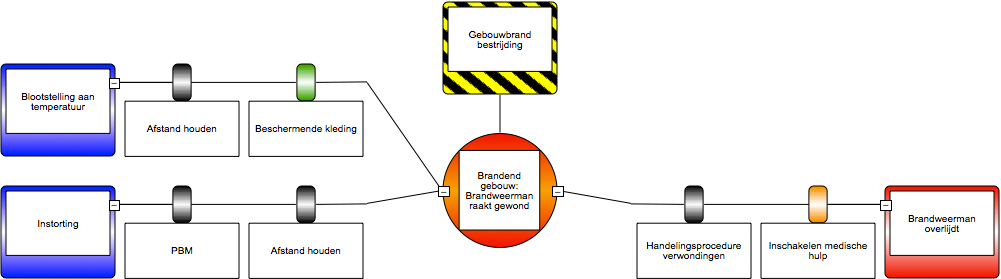 Gebouwbrand
bestrijding
Blootstelling aan
temperatuur
Afstand houden
Beschermende kleding
Brandend
gebouw:
Brandweerman
raakt gewond
Instorting
PBM
Afstand houden
Handelingsprocedure
verwondingen
Inschakelen medische
hulp
Brandweerman
overlijdt